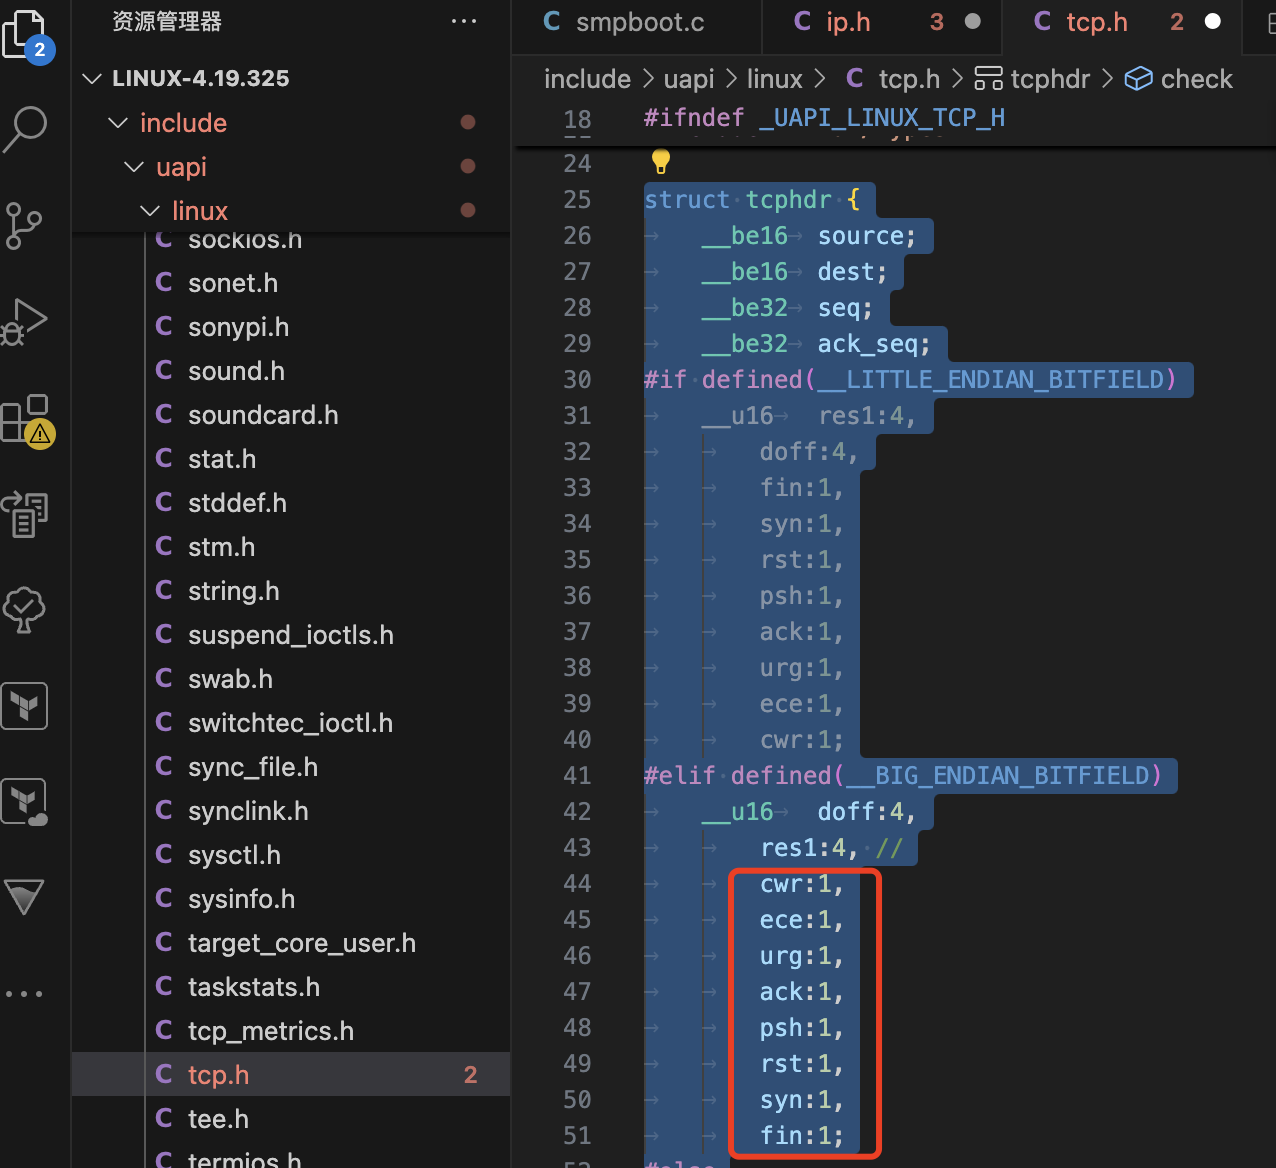 资源管理器
···
2
LINUX-4.19.325
include
uapi
linux
sockios.h
sonet.h
sonypi.h
sound.h
soundcard.h
stat.h
stddef.h
stm.h
string.h
suspend_ioctls.h
swab.h
switchtec_ioctl.h
sync_file.h
synclink.h
sysctl.h
sysinfo.h
target_core_user.h
taskstats.h
tcp_metrics.h
tcp.h 2
tee.h
termios.h
C smpboot.c C ip.h 3 C tcp.h 2
include > uapi > linux > C tcp.h > tcphdr > check
18 #ifndef _UAPI_LINUX_TCP_H
24
25 struct tcphdr {
26 __be16 source;
27 __be16 dest;
28 __be32 seq;
29 __be32 ack_seq;
30 #if defined(__LITTLE_ENDIAN_BITFIELD)
31 __u16 res1:4,
32 doff:4,
33 fin:1,
34 syn:1,
35 rst:1,
36 psh:1,
37 ack:1,
38 urg:1,
39 ece:1,
40 cwr:1;
41 #elif defined(__BIG_ENDIAN_BITFIELD)
42 __u16 doff:4,
43 res1:4, //
44 cwr:1,
45 ece:1,
46 urg:1,
47 ack:1,
48 psh:1,
49 rst:1,
50 syn:1,
51 fin:1;
52 #else